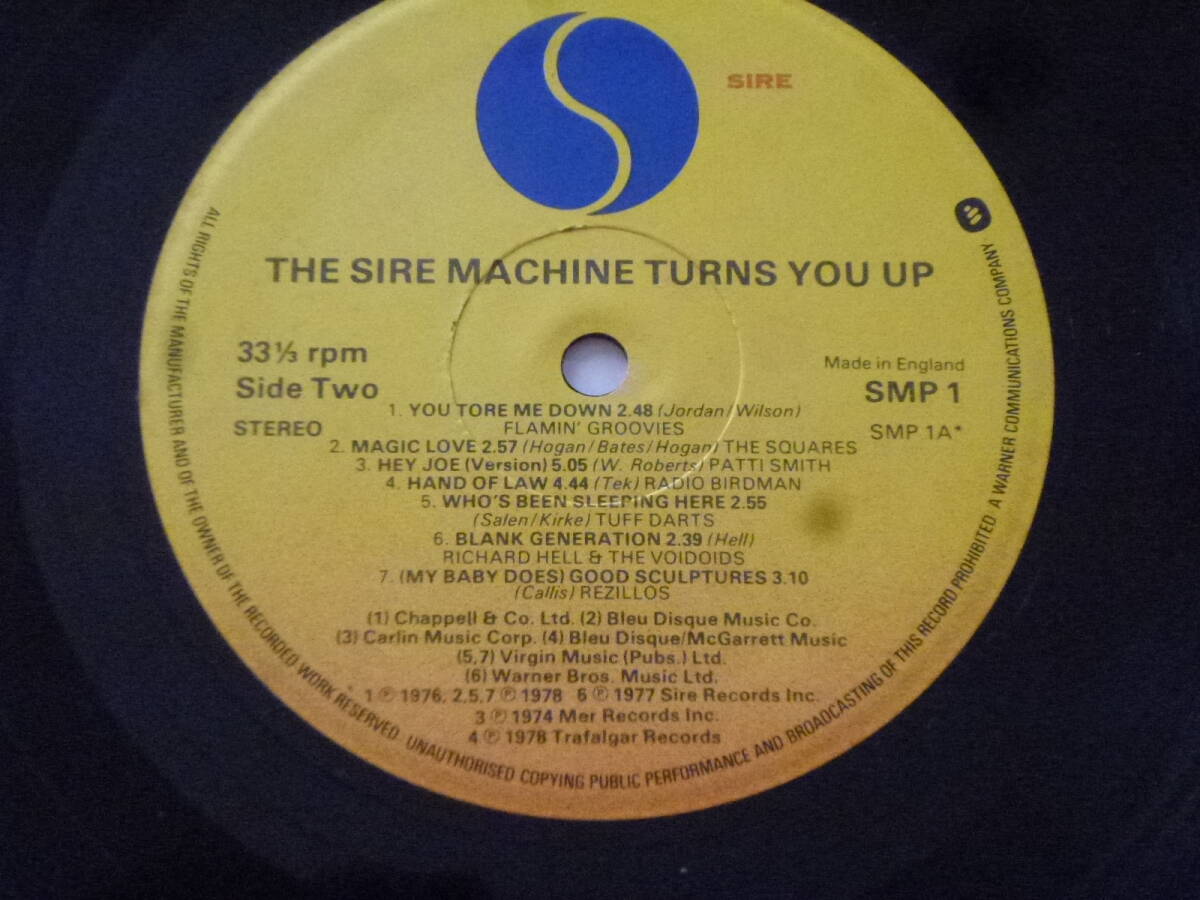 SIRE
THE SIRE MACHINE TURNS YOU UP
33⅓ rpm
Side Two
STEREO
Made in England
SMP 1
SMP 1A*
1. YOU TORE ME DOWN 2.48 (Jordan/Wilson)
FLAMIN' GROOVIES
2. MAGIC LOVE 2.57 (Hogan/Bates/Hogan) THE SQUARES
3. HEY JOE (Version) 5.05 (W. Roberts) PATTI SMITH
4. HAND OF LAW 4.44 (Tek) RADIO BIRDMAN
5. WHO'S BEEN SLEEPING HERE 2.55
(Salen/Kirke) TUFF DARTS
6. BLANK GENERATION 2.39 (Hell)
RICHARD HELL & THE VOIDOIDS
7. (MY BABY DOES) GOOD SCULPTURES 3.10
(Callis) REZILLOS
(1) Chappell & Co. Ltd. (2) Bleu Disque Music Co.
(3) Carlin Music Corp. (4) Bleu Disque/McGarrett Music
(5,7) Virgin Music (Pubs.) Ltd.
(6) Warner Bros. Music Ltd.
1 ℗ 1976, 2,5,7 ℗ 1978 6 ℗ 1977 Sire Records Inc.
3 ℗ 1974 Mer Records Inc.
4 ℗ 1978 Trafalgar Records
ALL RIGHTS OF THE MANUFACTURER AND OF THE OWNER OF THE RECORDED WORK RESERVED. UNAUTHORISED COPYING PUBLIC PERFORMANCE AND BROADCASTING OF THIS RECORD PROHIBITED. A WARNER COMMUNICATIONS COMPANY